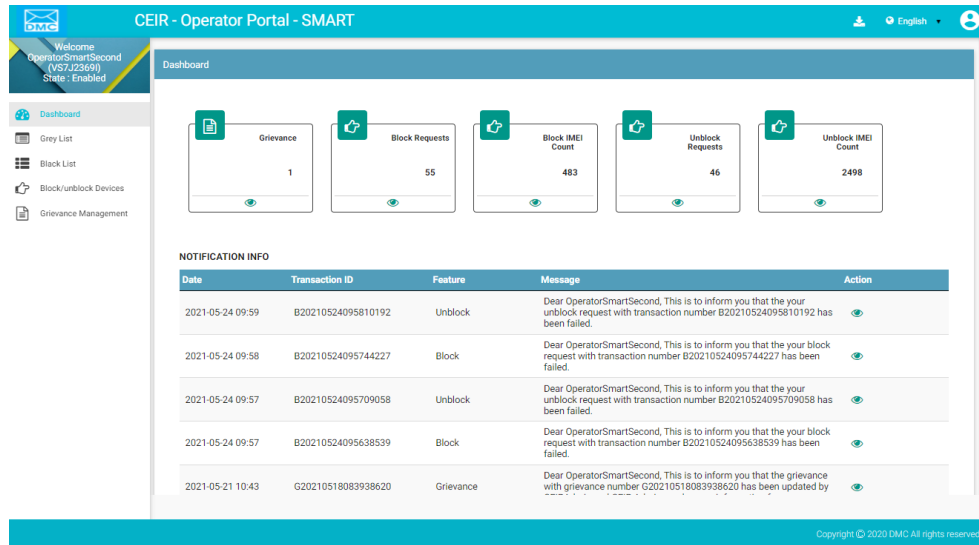 DMC
CEIR - Operator Portal - SMART
English
Welcome
OperatorSmartSecond
(VS7J2369I)
State : Enabled
Dashboard
Grey List
Black List
Block/unblock Devices
Grievance Management
Dashboard
Grievance
1
Block Requests
55
Block IMEI
Count
483
Unblock
Requests
46
Unblock IMEI
Count
2498
NOTIFICATION INFO
Date Transaction ID Feature Message Action
Dear OperatorSmartSecond, This is to inform you that the your
2021-05-24 09:59 B20210524095810192 Unblock unblock request with transaction number B20210524095810192 has
been failed.
Dear OperatorSmartSecond, This is to inform you that the your block
2021-05-24 09:58 B20210524095744227 Block request with transaction number B20210524095744227 has been
failed.
Dear OperatorSmartSecond, This is to inform you that the your
2021-05-24 09:57 B20210524095709058 Unblock unblock request with transaction number B20210524095709058 has
been failed.
Dear OperatorSmartSecond, This is to inform you that the your block
2021-05-24 09:57 B20210524095638539 Block request with transaction number B20210524095638539 has been
failed.
Dear OperatorSmartSecond, This is to inform you that the grievance
2021-05-21 10:43 G20210518083938620 Grievance with grievance number G20210518083938620 has been updated by
Copyright © 2020 DMC All rights reserved